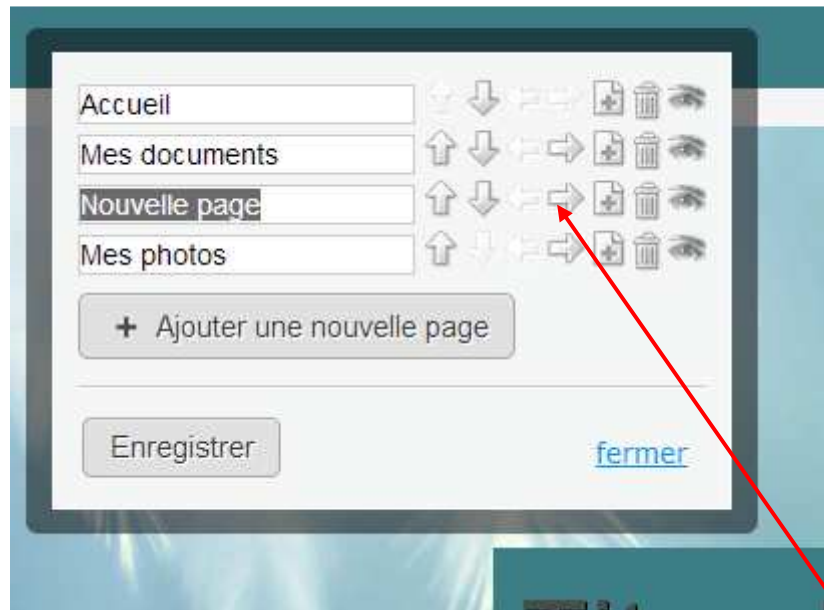 Accueil
Mes documents
Nouvelle page
Mes photos
+ Ajouter une nouvelle page
Enregistrer
fermer